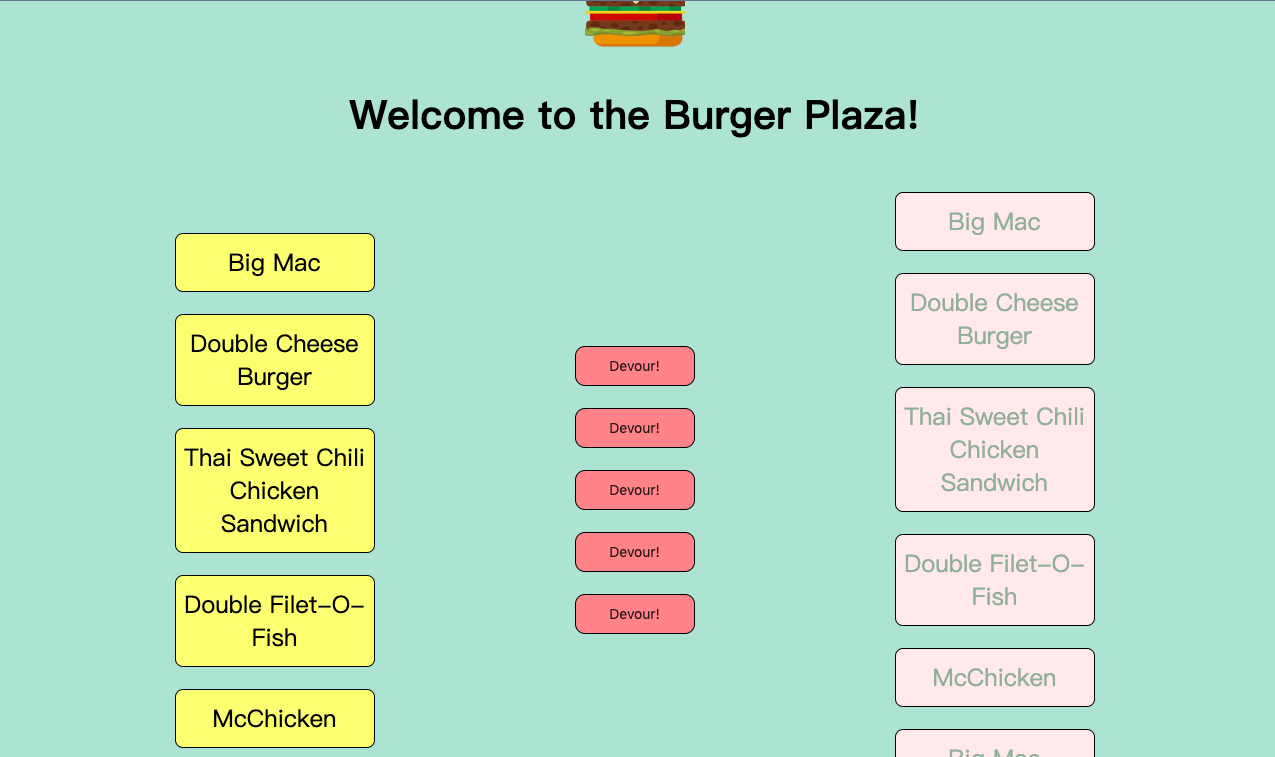 Welcome to the Burger Plaza!
Big Mac
Double Cheese
Burger
Thai Sweet Chili
Chicken
Sandwich
Double Filet-O-
Fish
McChicken
Devour!
Devour!
Devour!
Devour!
Devour!
Big Mac
Double Cheese
Burger
Thai Sweet Chili
Chicken
Sandwich
Double Filet-O-
Fish
McChicken
Big Mac